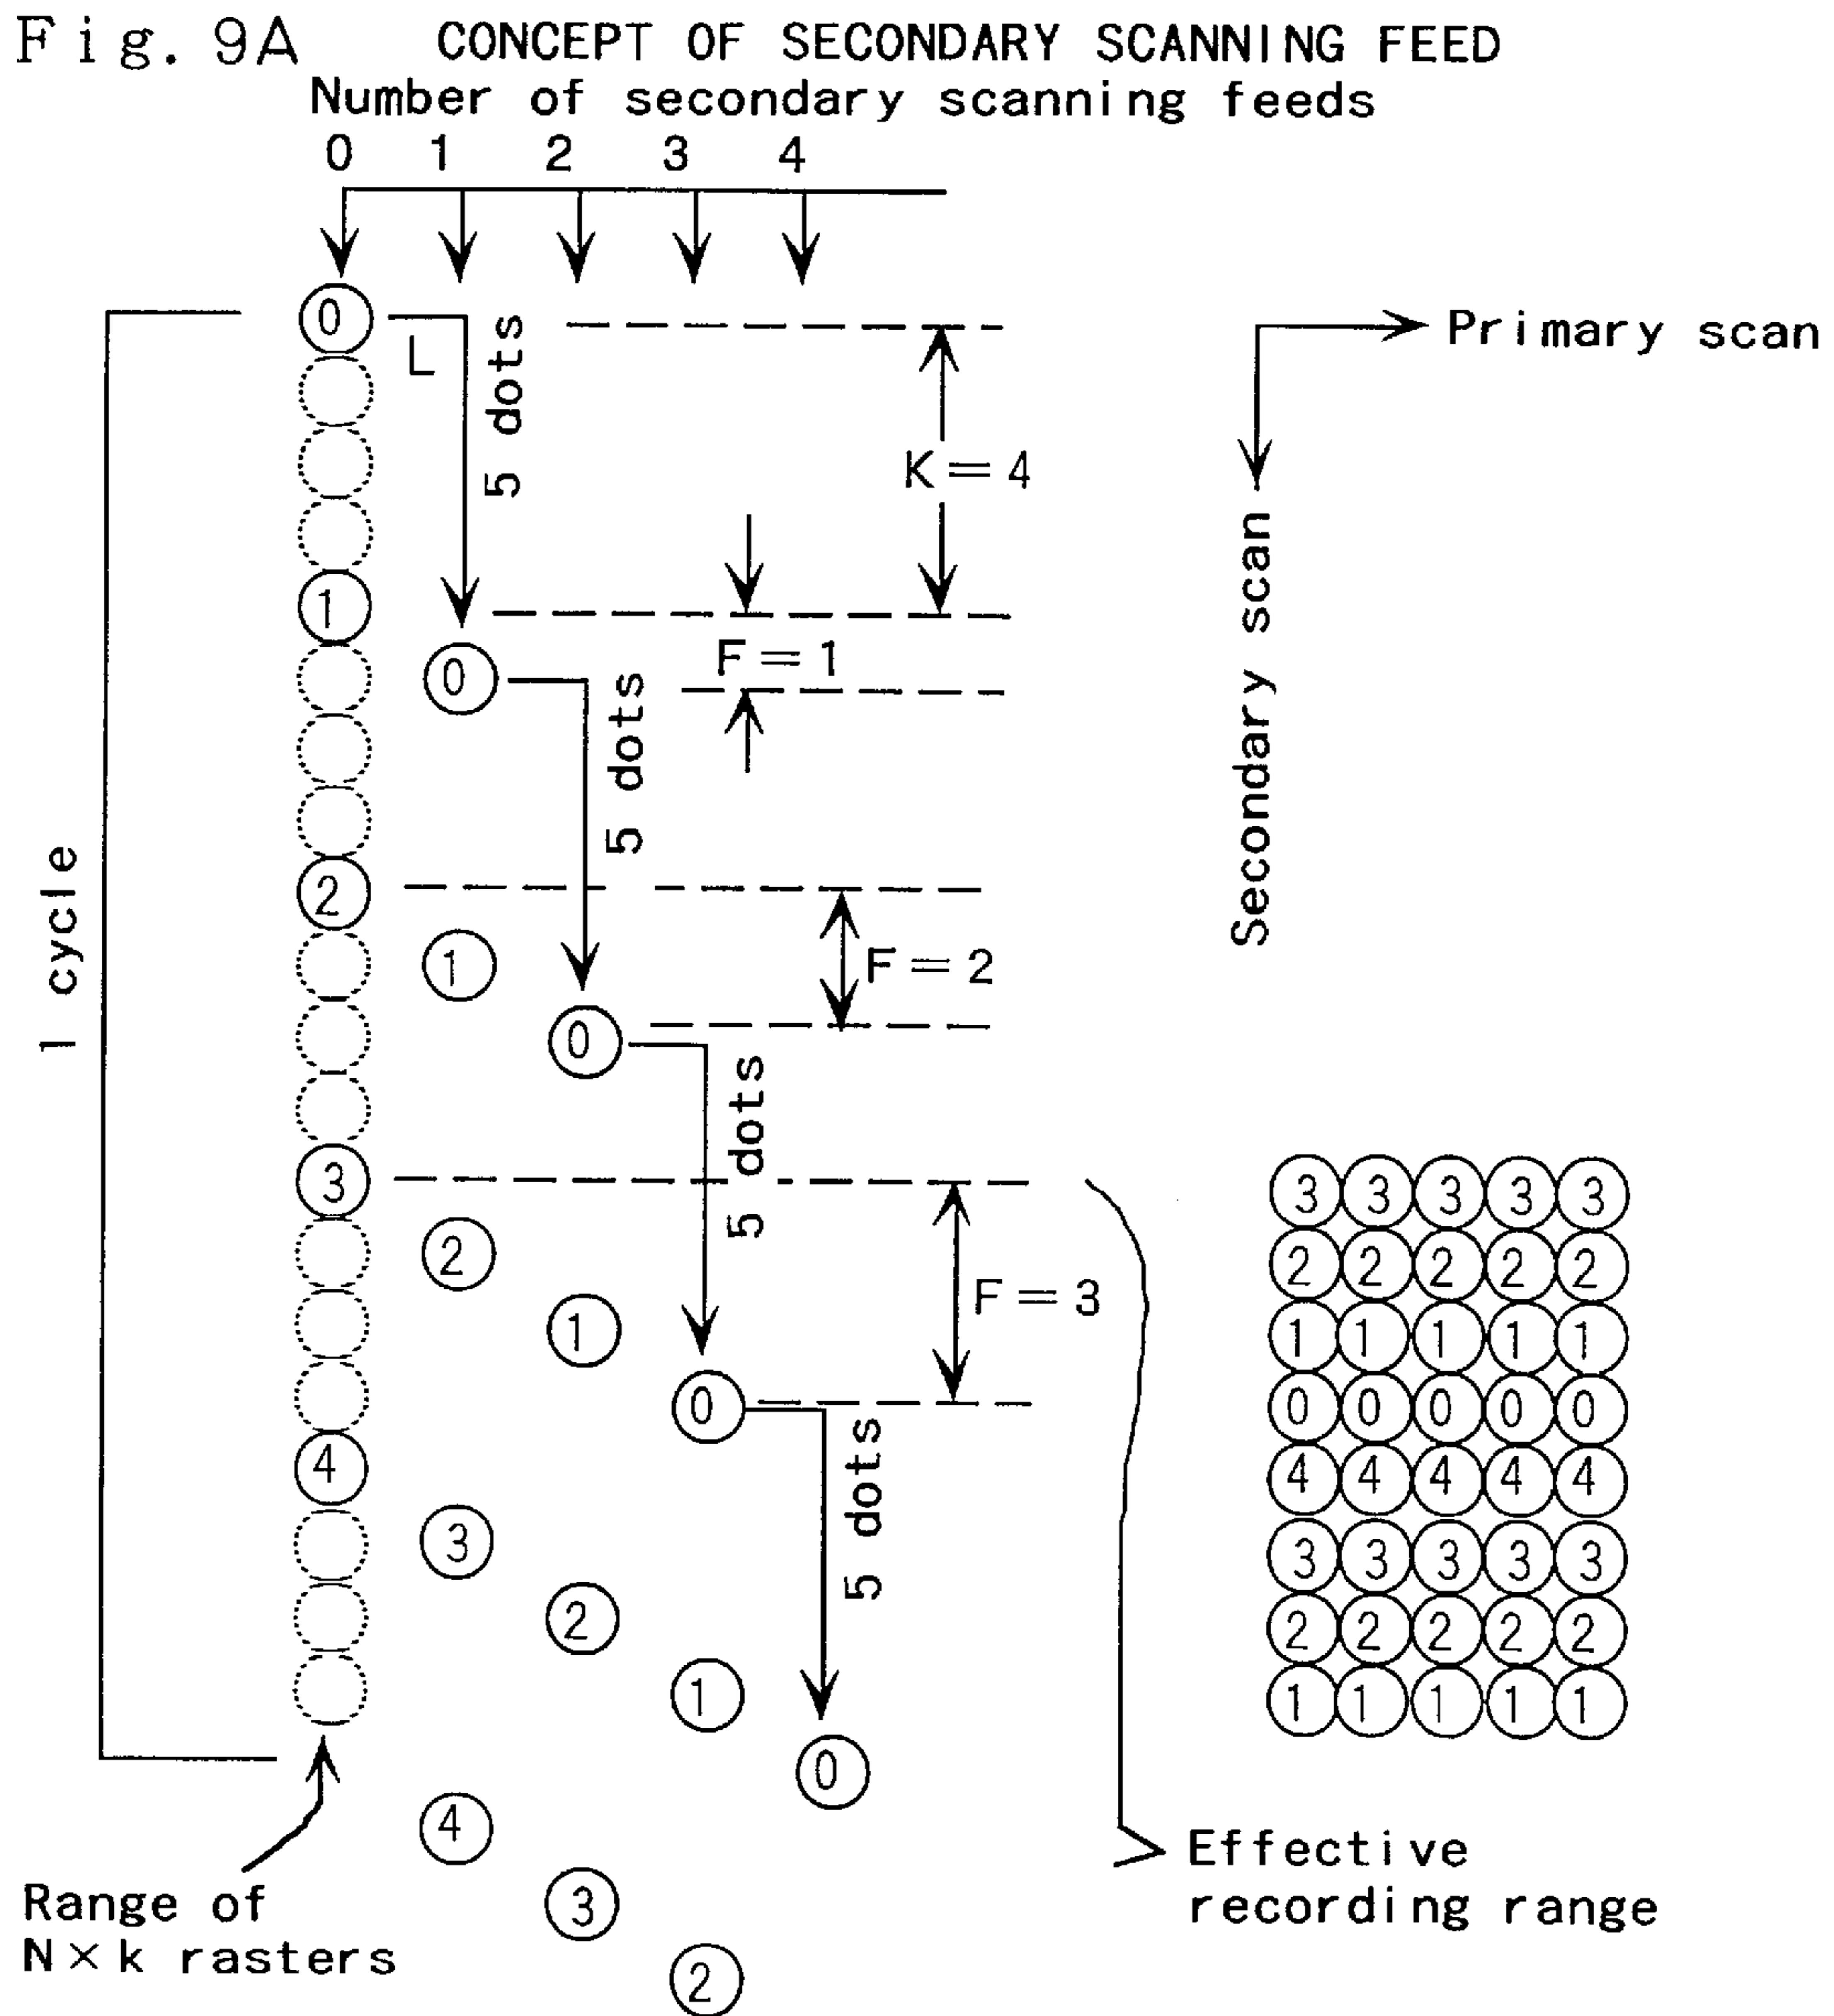 Fig. 9A CONCEPT OF SECONDARY SCANNING FEED
Number of secondary scanning feeds
0 1 2 3 4
0
L
5 dots
Primary scan
K=4
Secondary scan
1
F=1
0
5 dots
1 cycle
2
1
F=2
0
5 dots
3
3 3 3 3 3
2
2 2 2 2 2
F=3
1
1 1 1 1 1
0
0 0 0 0 0
5 dots
4
4 4 4 4 4
3
3 3 3 3 3
2
2 2 2 2 2
1
1 1 1 1 1
0
4
Effective
recording range
3
Range of
N×k rasters
2